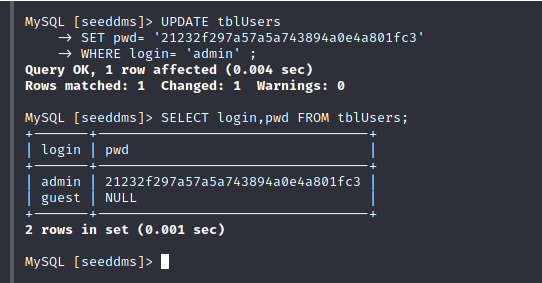 MySQL [seeddms]> UPDATE tblUsers
    -> SET pwd= '21232f297a57a5a743894a0e4a801fc3'
    -> WHERE login= 'admin' ;
Query OK, 1 row affected (0.004 sec)
Rows matched: 1  Changed: 1  Warnings: 0

MySQL [seeddms]> SELECT login,pwd FROM tblUsers;
+-------+----------------------------------+
| login | pwd                              |
+-------+----------------------------------+
| admin | 21232f297a57a5a743894a0e4a801fc3 |
| guest | NULL                             |
+-------+----------------------------------+
2 rows in set (0.001 sec)

MySQL [seeddms]>